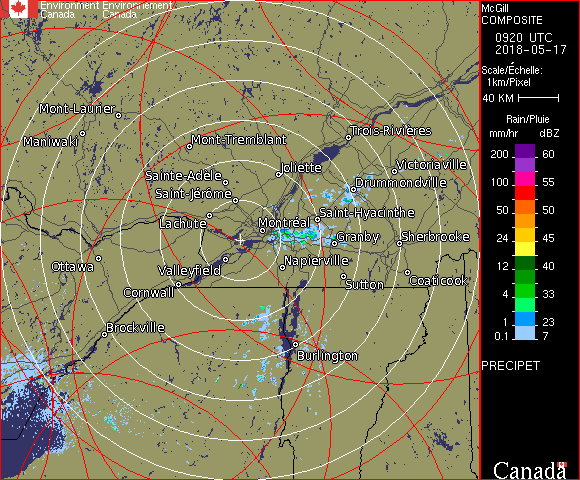 Environment Environnement
Canada Canada
McGill
COMPOSITE
0920 UTC
2018-05-17
Scale/Échelle:
1km/Pixel
40 KM
Rain/Pluie
mm/hr dBZ
200 60
155
100 55
50 50
24 45
12 40
4 33
1 23
0.1 7
PRECIPET
Canada
Mont-Laurier
Maniwaki
Mont-Tremblant
Trois-Rivières
Sainte-Adèle
Joliette
Victoriaville
Saint-Jérôme
Drummondville
Lachute
Montréal
Saint-Hyacinthe
Granby
Sherbrooke
Ottawa
Valleyfield
Napierville
Cornwall
Sutton
Coaticook
Brockville
Burlington